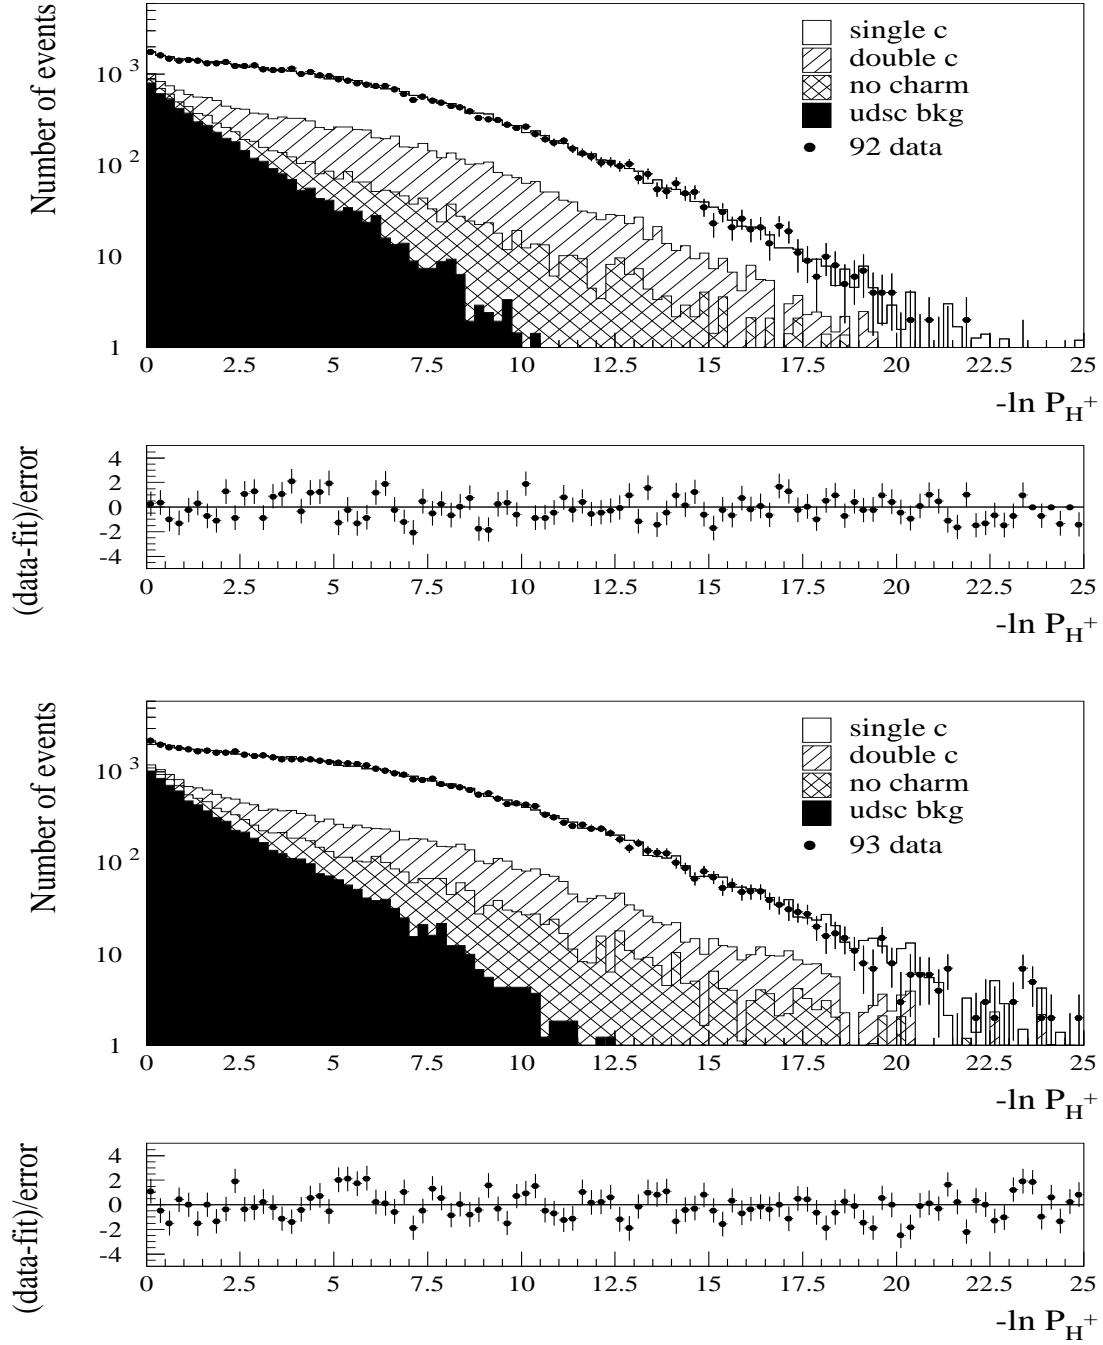 Number of events
10³
10²
10
1
single c
double c
no charm
udsc bkg
92 data
0 2.5 5 7.5 10 12.5 15 17.5 20 22.5 25
-ln P_H⁺
(data-fit)/error
4
2
0
-2
-4
0 2.5 5 7.5 10 12.5 15 17.5 20 22.5 25
-ln P_H⁺
Number of events
10³
10²
10
1
single c
double c
no charm
udsc bkg
93 data
0 2.5 5 7.5 10 12.5 15 17.5 20 22.5 25
-ln P_H⁺
((data-fit)/error
4
2
0
-2
-4
0 2.5 5 7.5 10 12.5 15 17.5 20 22.5 25
-ln P_H⁺